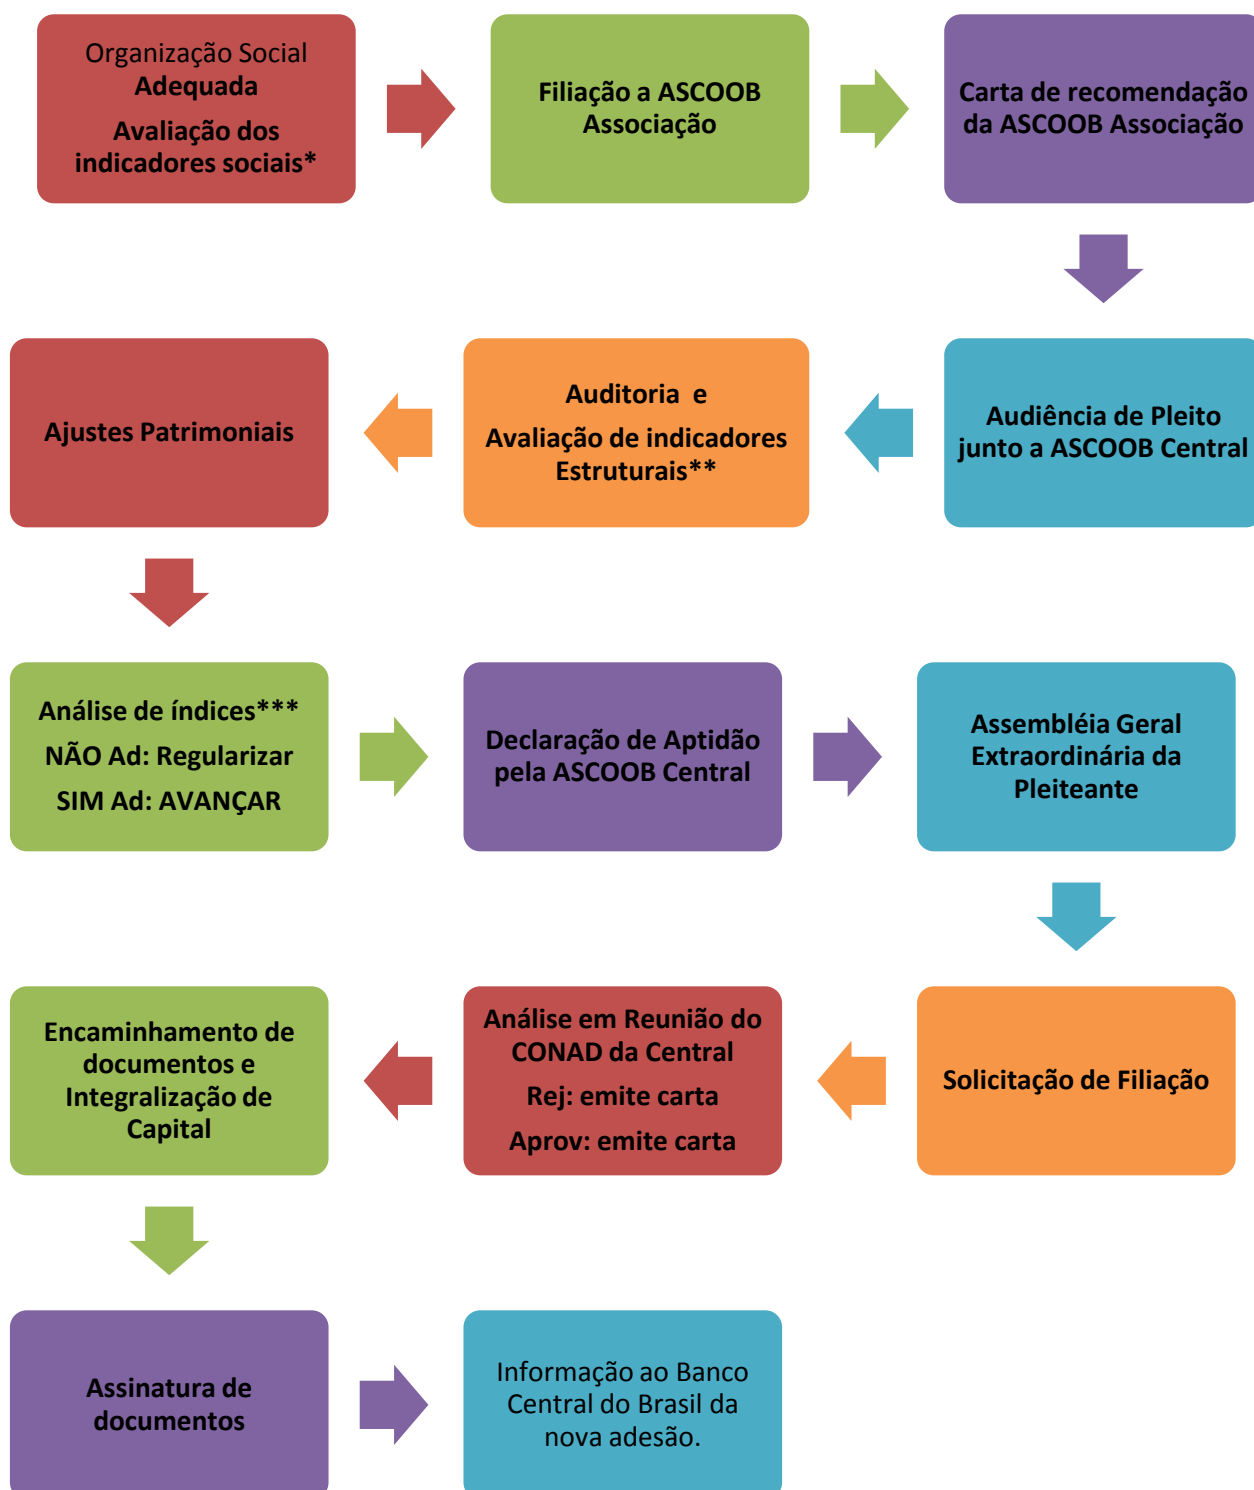 Organização Social
Adequada
Avaliação dos
indicadores sociais*
Filiação a ASCOOB
Associação
Carta de recomendação
da ASCOOB Associação
Audiência de Pleito
junto a ASCOOB Central
Auditoria e
Avaliação de indicadores
Estruturais**
Ajustes Patrimoniais
Análise de índices***
NÃO Ad: Regularizar
SIM Ad: AVANÇAR
Declaração de Aptidão
pela ASCOOB Central
Assembléia Geral
Extraordinária da
Pleiteante
Solicitação de Filiação
Análise em Reunião do
CONAD da Central
Rej: emite carta
Aprov: emite carta
Encaminhamento de
documentos e
Integralização de
Capital
Assinatura de
documentos
Informação ao Banco
Central do Brasil da
nova adesão.